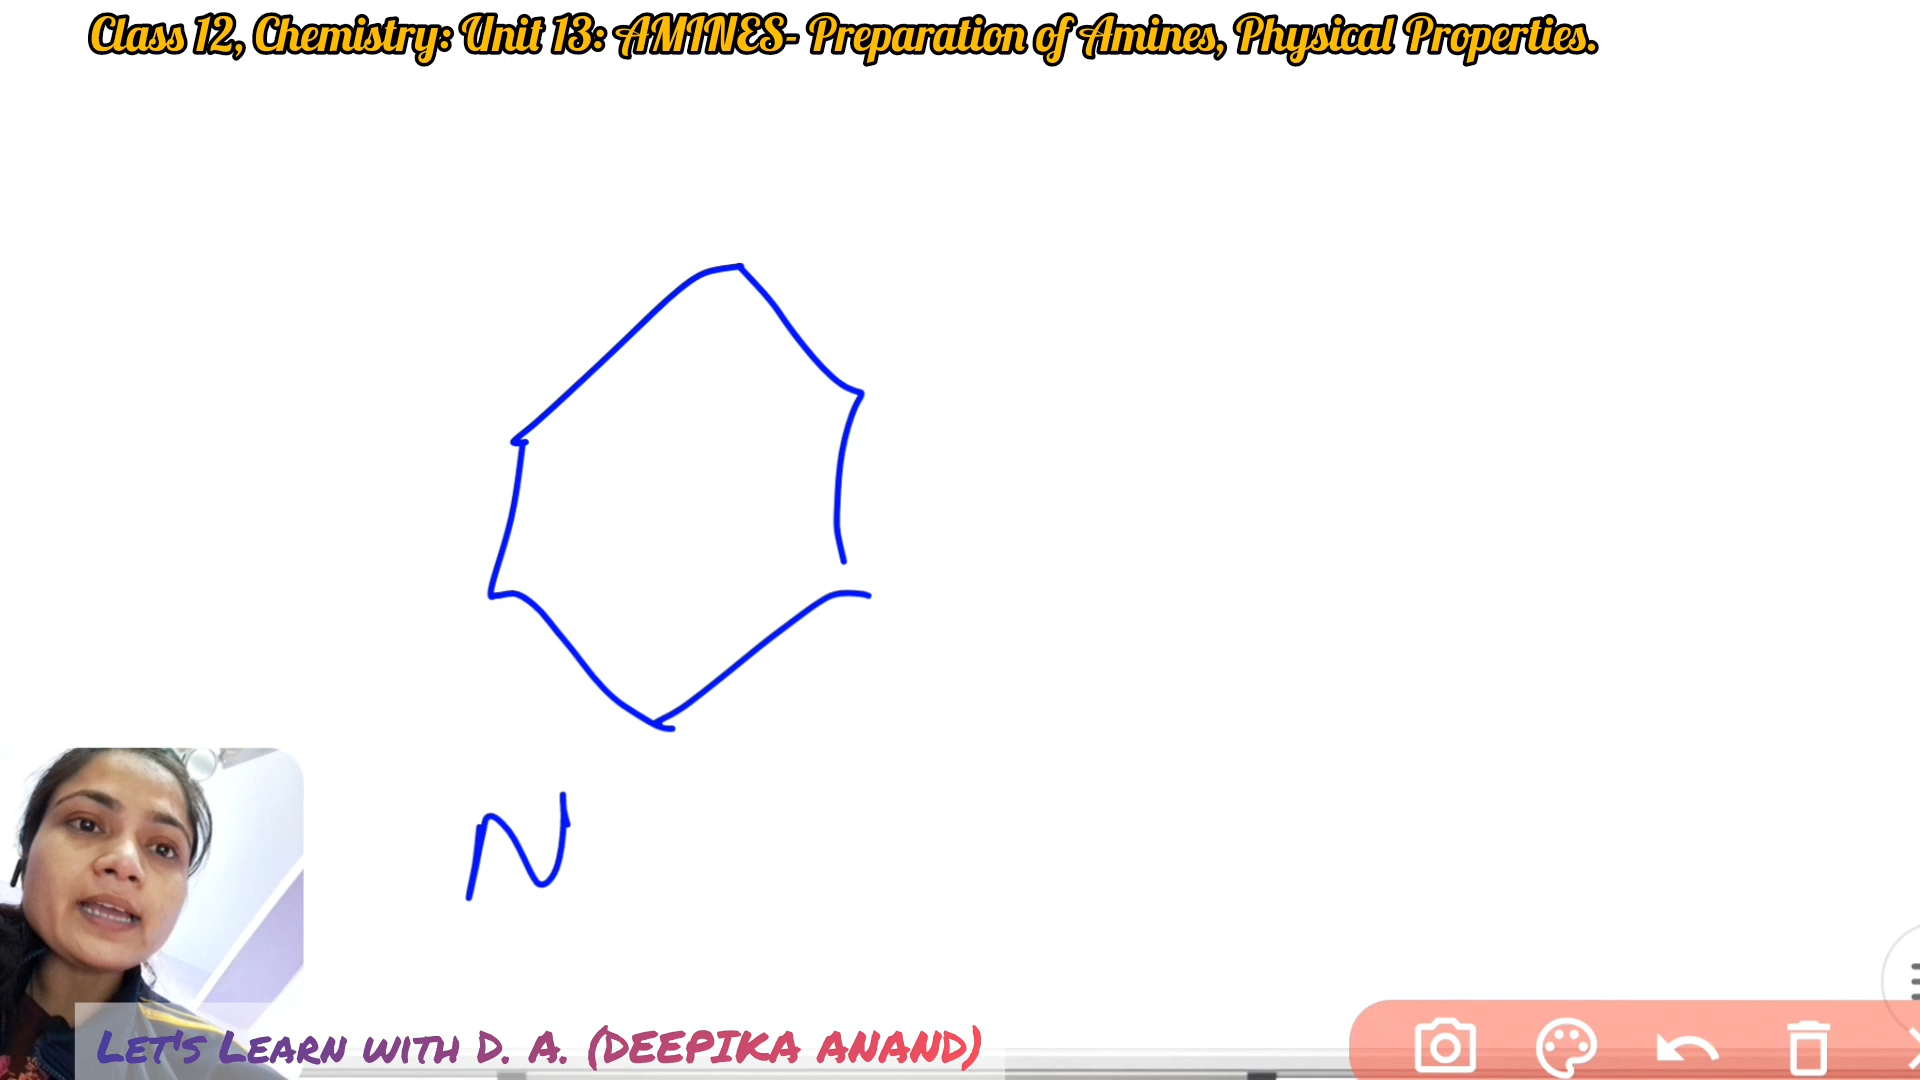 Class 12, Chemistry: Unit 13: AMINES- Preparation of Amines, Physical Properties.
N
LET'S LEARN WITH D. A. (DEEPIKA ANAND)